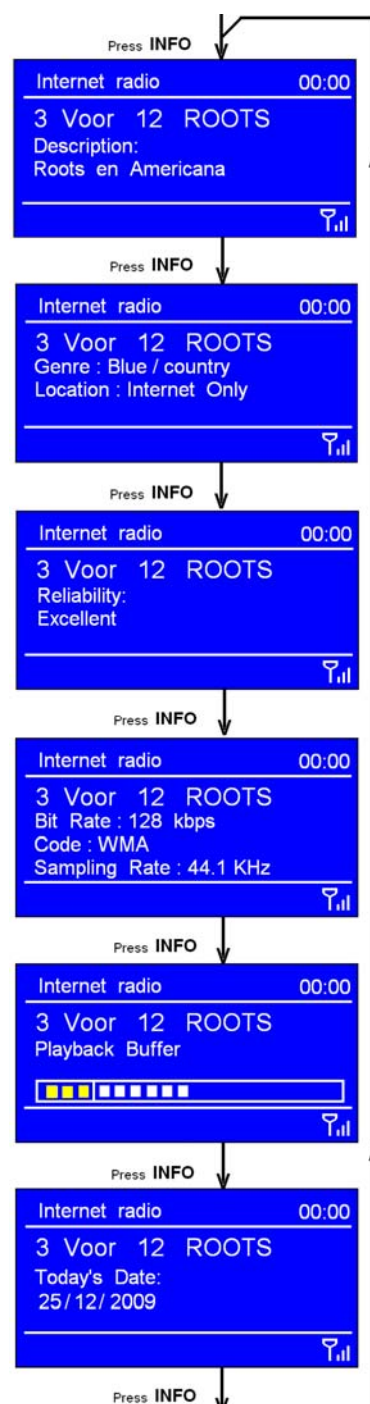 Press INFO
Internet radio 00:00
3 Voor 12 ROOTS
Description:
Roots en Americana
Press INFO
Internet radio 00:00
3 Voor 12 ROOTS
Genre : Blue / country
Location : Internet Only
Press INFO
Internet radio 00:00
3 Voor 12 ROOTS
Reliability:
Excellent
Press INFO
Internet radio 00:00
3 Voor 12 ROOTS
Bit Rate : 128 kbps
Code : WMA
Sampling Rate : 44.1 KHz
Press INFO
Internet radio 00:00
3 Voor 12 ROOTS
Playback Buffer
Press INFO
Internet radio 00:00
3 Voor 12 ROOTS
Today's Date:
25/12/2009
Press INFO